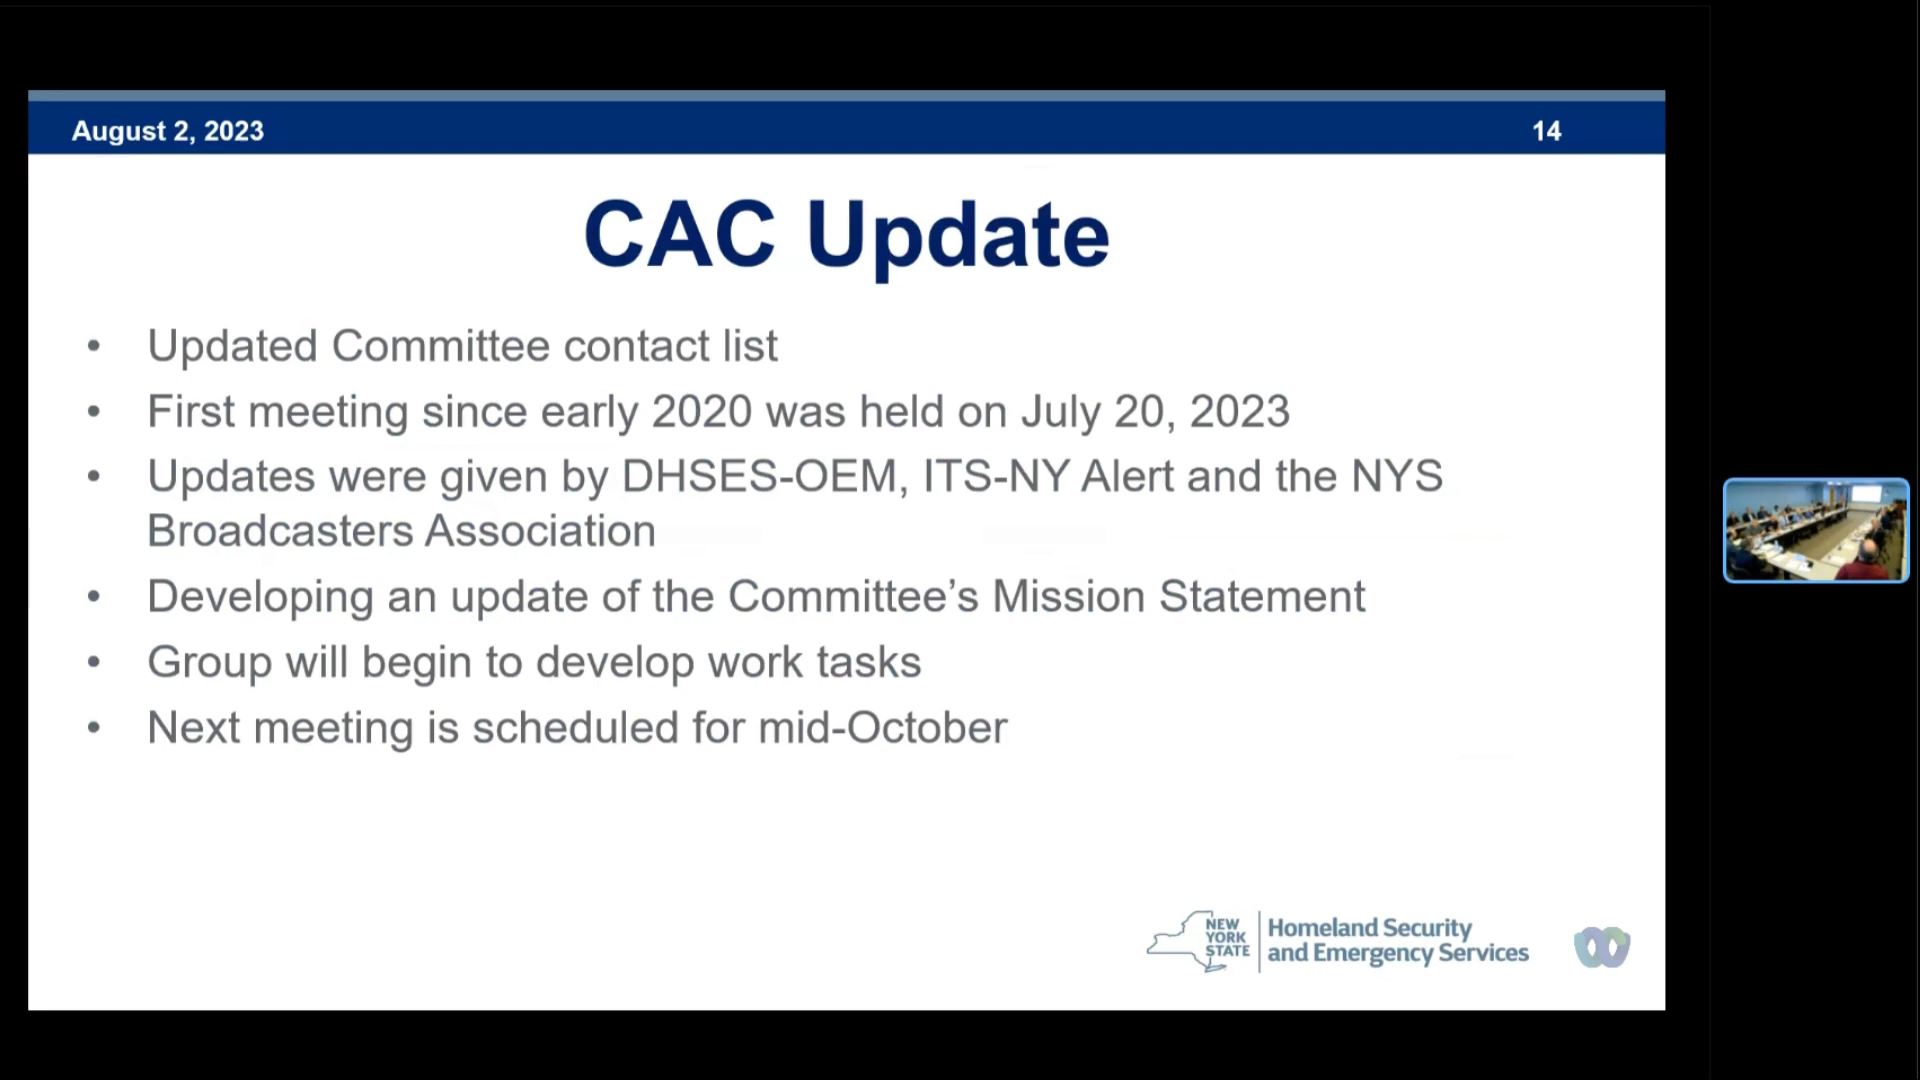 August 2, 2023
14
CAC Update
• Updated Committee contact list
• First meeting since early 2020 was held on July 20, 2023
• Updates were given by DHSES-OEM, ITS-NY Alert and the NYS
Broadcasters Association
• Developing an update of the Committee’s Mission Statement
• Group will begin to develop work tasks
• Next meeting is scheduled for mid-October
NEW
YORK
STATE
Homeland Security
and Emergency Services